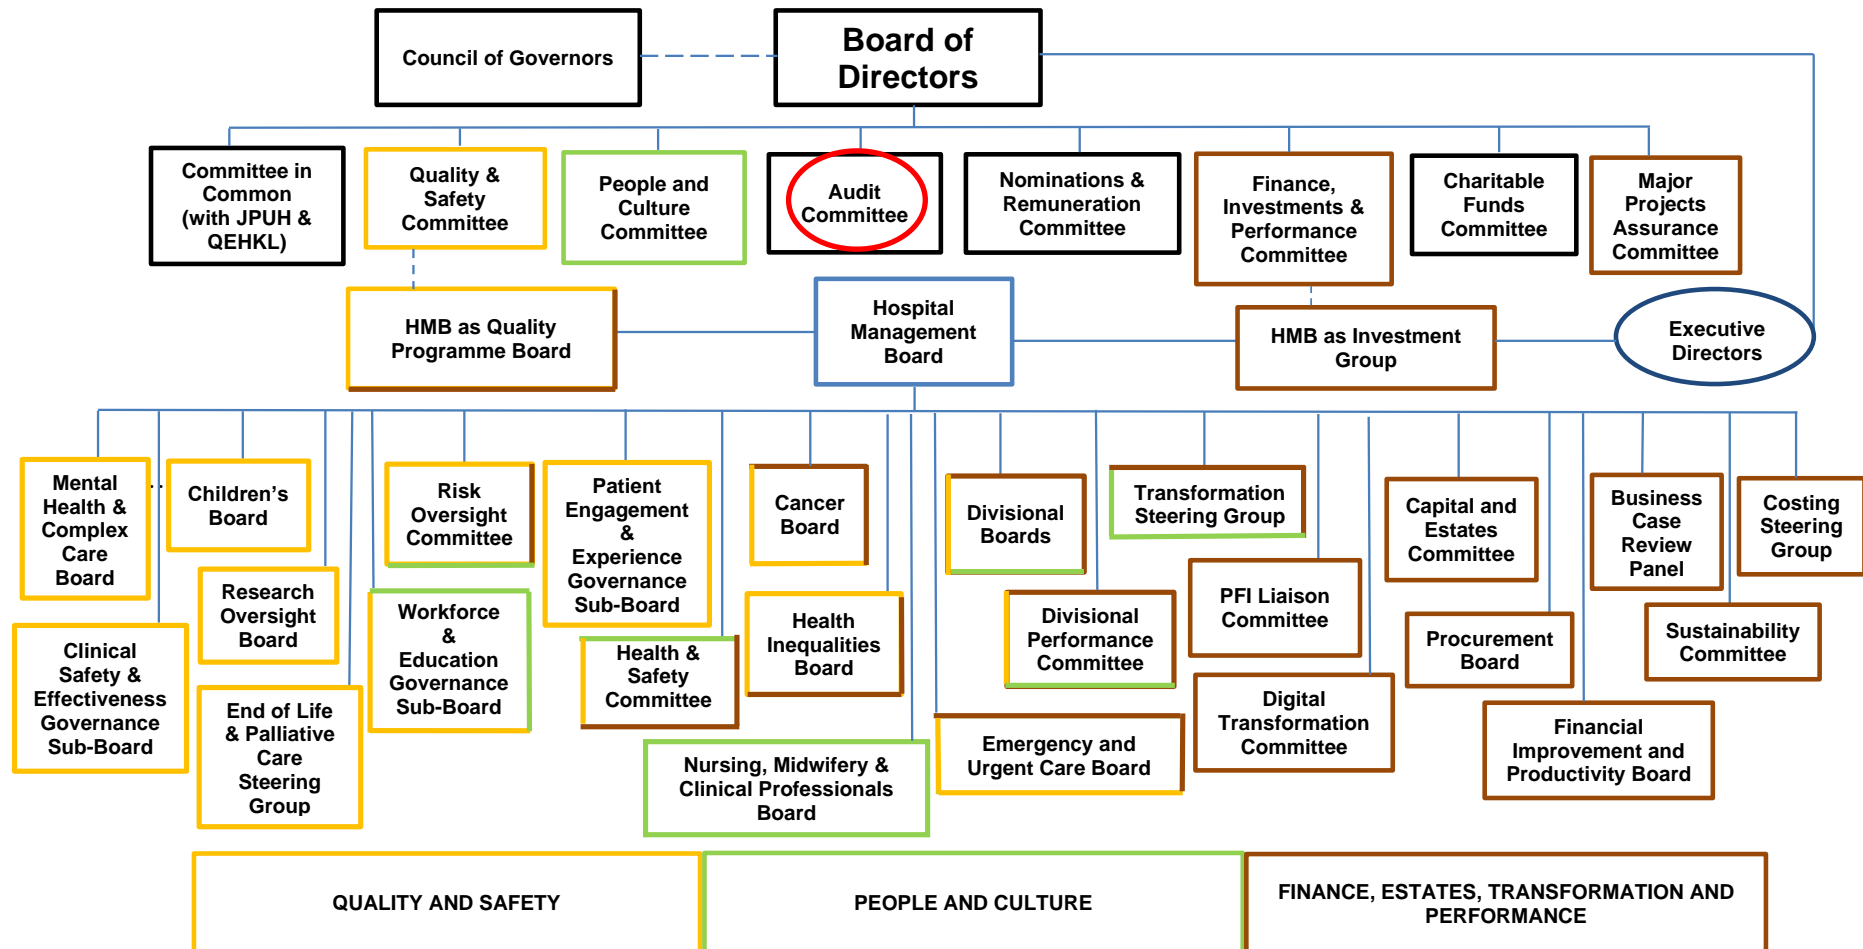 Council of Governors
Board of
Directors
Committee in
Common
(with JPUH &
QEHKL)
Quality &
Safety
Committee
People and
Culture
Committee
Audit
Committee
Nominations &
Remuneration
Committee
Finance,
Investments &
Performance
Committee
Charitable
Funds
Committee
Major
Projects
Assurance
Committee
HMB as Quality
Programme Board
Hospital
Management
Board
HMB as Investment
Group
Executive
Directors
Mental
Health &
Complex
Care
Board
Children’s
Board
Risk
Oversight
Committee
Patient
Engagement
&
Experience
Governance
Sub-Board
Cancer
Board
Divisional
Boards
Transformation
Steering Group
Capital and
Estates
Committee
Business
Case
Review
Panel
Costing
Steering
Group
Clinical
Safety &
Effectiveness
Governance
Sub-Board
Research
Oversight
Board
Workforce
&
Education
Governance
Sub-Board
Health &
Safety
Committee
Health
Inequalities
Board
Divisional
Performance
Committee
PFI Liaison
Committee
Procurement
Board
Sustainability
Committee
End of Life
& Palliative
Care
Steering
Group
Nursing, Midwifery &
Clinical Professionals
Board
Emergency and
Urgent Care Board
Digital
Transformation
Committee
Financial
Improvement and
Productivity Board
QUALITY AND SAFETY
PEOPLE AND CULTURE
FINANCE, ESTATES, TRANSFORMATION AND
PERFORMANCE